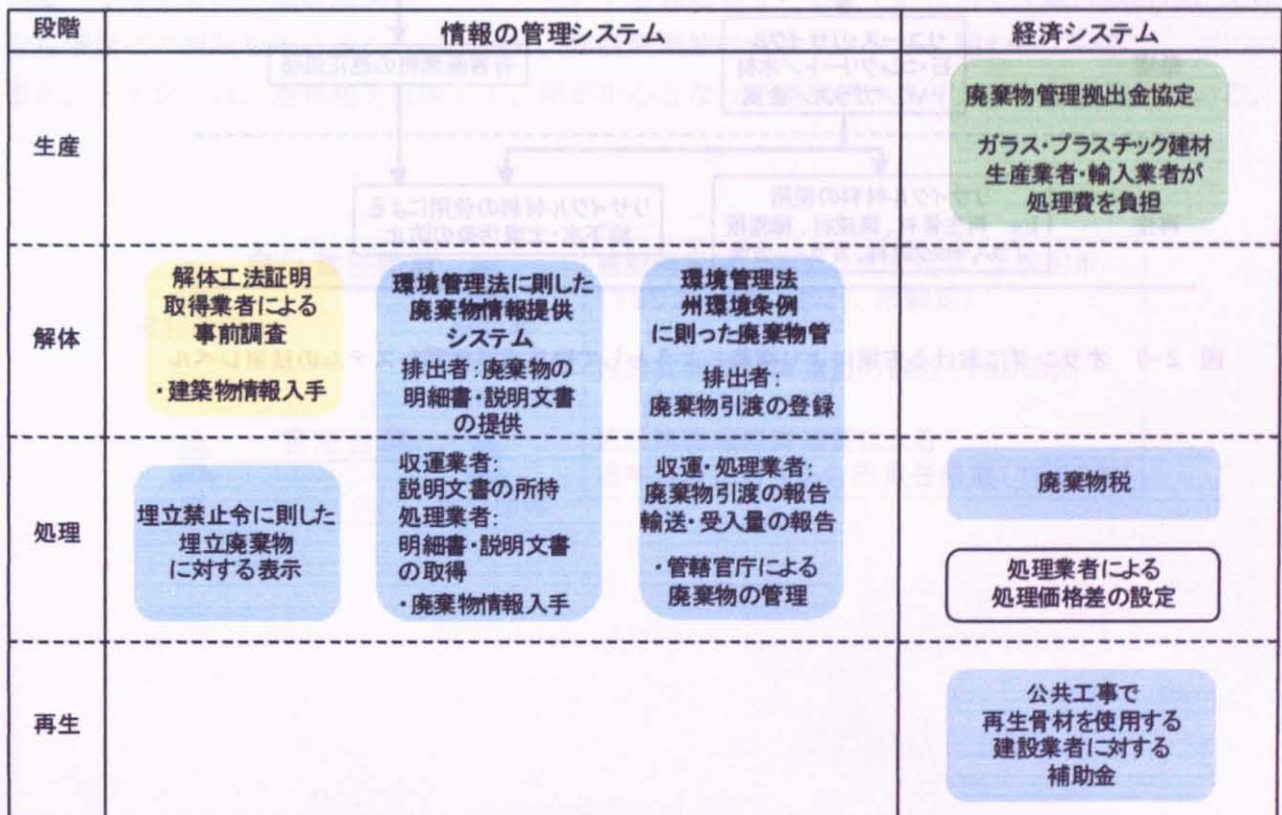 段階
情報の管理システム
経済システム
生産
廃棄物管理拠出金協定
ガラス・プラスチック建材
生産業者・輸入業者が
処理費を負担
解体
解体工法証明
取得業者による
事前調査
・建築物情報入手
環境管理法に則した
廃棄物情報提供
システム
排出者:廃棄物の
明細書・説明文書
の提供
環境管理法
州環境条例
に則った廃棄物管
排出者:
廃棄物引渡の登録
処理
埋立禁止令に則した
埋立廃棄物
に対する表示
収運業者:
説明文書の所持
処理業者:
明細書・説明文書
の取得
・廃棄物情報入手
収運・処理業者:
廃棄物引渡の報告
輸送・受入量の報告
・管轄官庁による
廃棄物の管理
廃棄物税
処理業者による
処理価格差の設定
再生
公共工事で
再生骨材を使用する
建設業者に対する
補助金